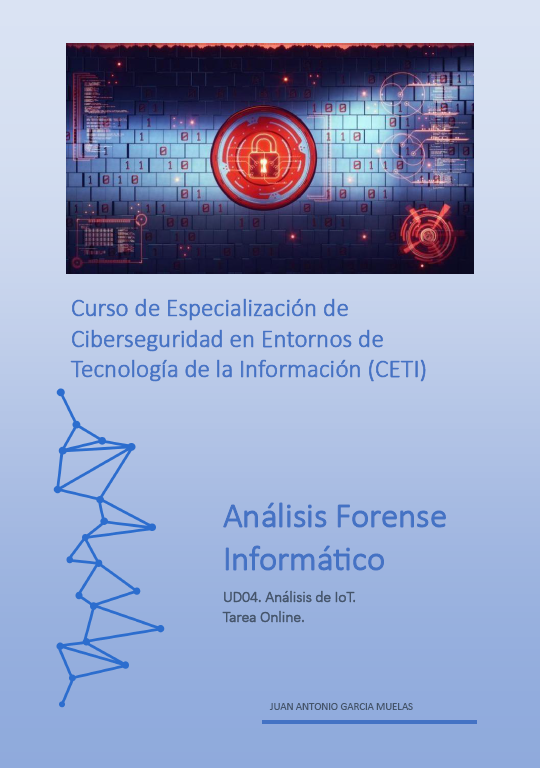 Curso de Especialización de
Ciberseguridad en Entornos de
Tecnología de la Información (CETI)
Análisis Forense
Informático
UD04. Análisis de IoT.
Tarea Online.
JUAN ANTONIO GARCIA MUELAS